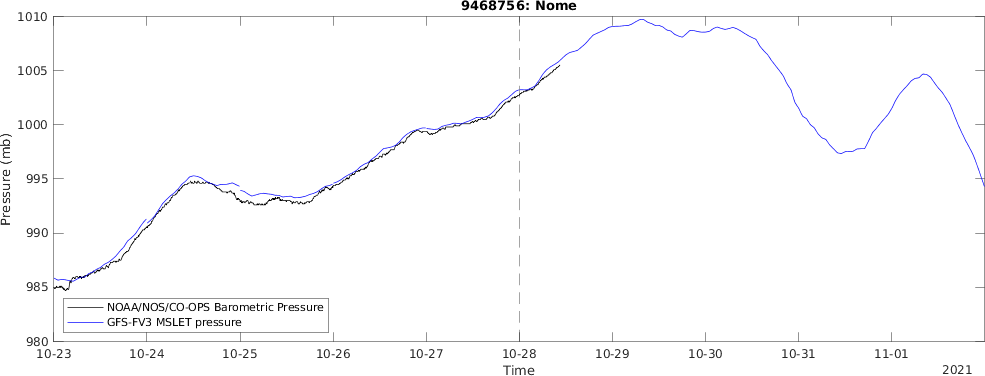 9468756: Nome
Pressure (mb)
1010
1005
1000
995
990
985
980
NOAA/NOS/CO-OPS Barometric Pressure
GFS-FV3 MSLET pressure
10-23 10-24 10-25 10-26 10-27 10-28 10-29 10-30 10-31 11-01
Time
2021